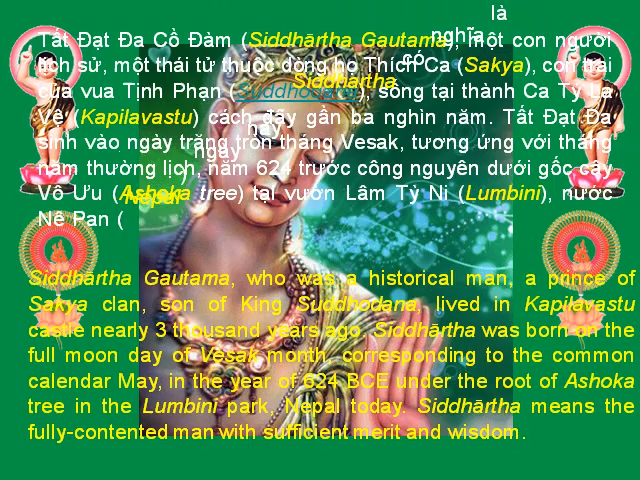 là
nghĩa
Tất Đạt Đa Cồ Đàm (Siddhārtha Gautama), một con người
có
lịch sử, một thái tử thuộc dòng họ Thích Ca (Sakya), con trai
Siddhārtha
của vua Tịnh Phạn (Suddhodana), sống tại thành Ca Tỳ La
Vệ (Kapilavastu) cách đây gần ba nghìn năm. Tất Đạt Đa
nay.
sinh vào ngày trăng tròn tháng Vesak, tương ứng với tháng
ngày
năm thường lịch, năm 624 trước công nguyên dưới gốc cây
Vô Ưu (Ashoka tree) tại vườn Lâm Tỳ Ni (Lumbini), nước
Nepal
Nê Pan (
Siddhārtha Gautama, who was a historical man, a prince of
Sakya clan, son of King Suddhodana, lived in Kapilavastu
castle nearly 3 thousand years ago. Siddhārtha was born on the
full moon day of Vesak month, corresponding to the common
calendar May, in the year of 624 BCE under the root of Ashoka
tree in the Lumbini park, Nepal today. Siddhārtha means the
fully-contented man with sufficient merit and wisdom.